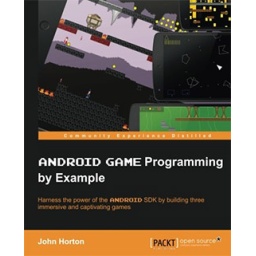 Community Experience Distilled
ANDROID GAME Programming
by Example
Harness the power of the ANDROID SDK by building three
immersive and captivating games
John Horton
PACKT open source
PUBLISHING